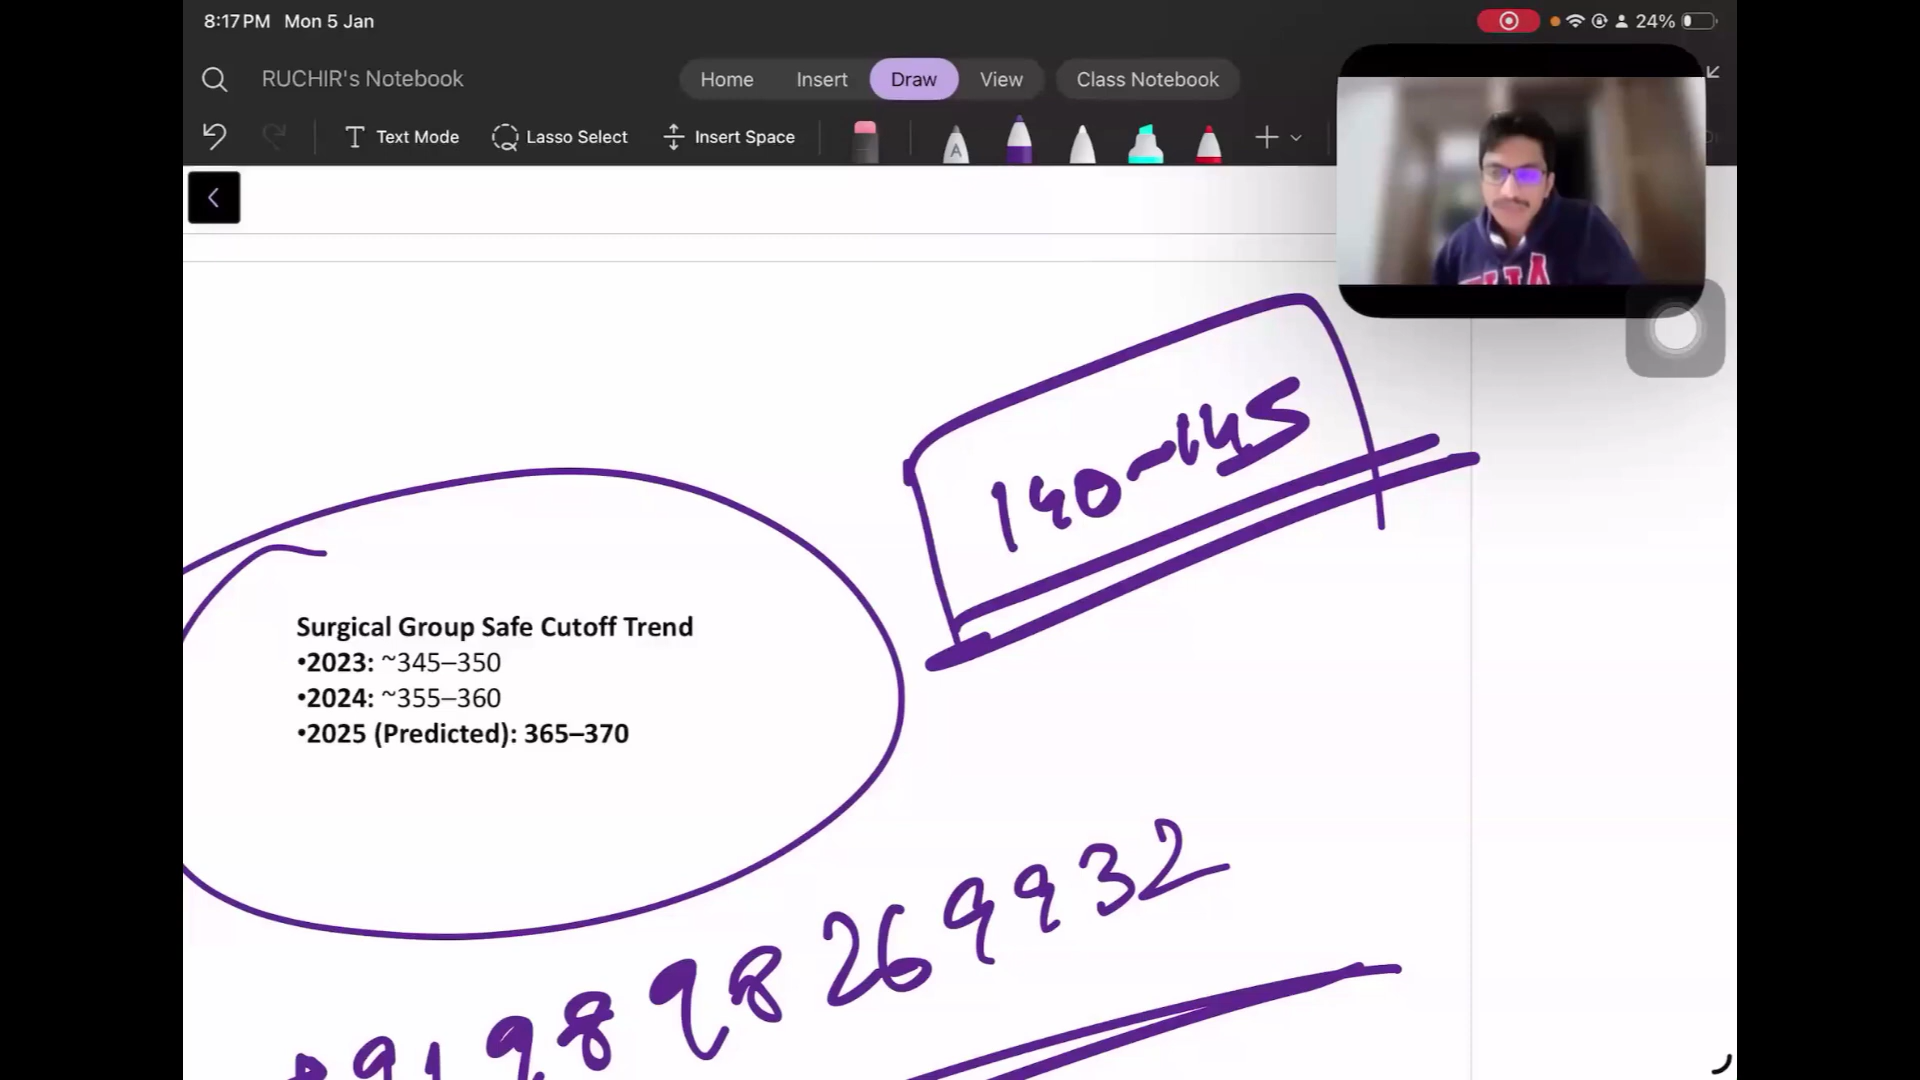 8:17 PM Mon 5 Jan
24%
RUCHIR's Notebook
Home Insert Draw View Class Notebook
Text Mode Lasso Select Insert Space
A
140-145
Surgical Group Safe Cutoff Trend
•2023: ~345–350
•2024: ~355–360
•2025 (Predicted): 365–370
919898269932